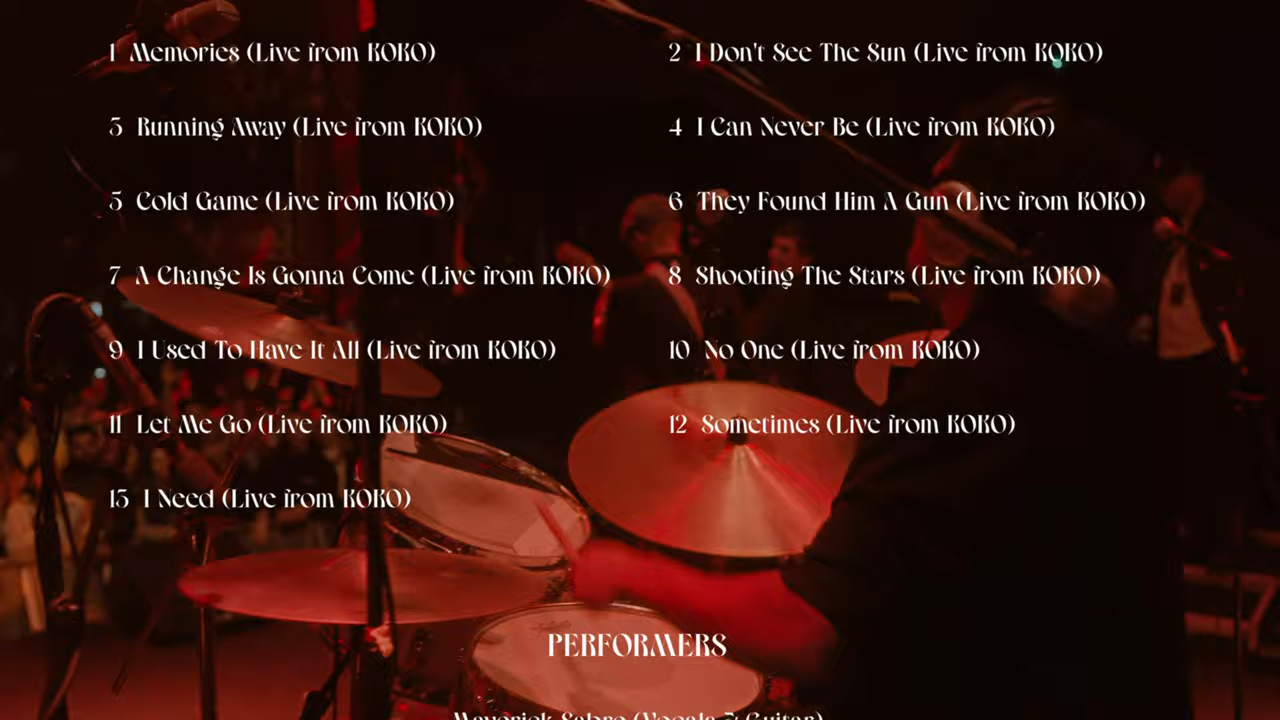 1 Memories (Live from KOKO)
2 I Don't See The Sun (Live from KOKO)
3 Running Away (Live from KOKO)
4 I Can Never Be (Live from KOKO)
5 Cold Game (Live from KOKO)
6 They Found Him A Gun (Live from KOKO)
7 A Change Is Gonna Come (Live from KOKO)
8 Shooting The Stars (Live from KOKO)
9 I Used To Have It All (Live from KOKO)
10 No One (Live from KOKO)
11 Let Me Go (Live from KOKO)
12 Sometimes (Live from KOKO)
13 I Need (Live from KOKO)
PERFORMERS
Maverick Sabre (Vocals & Guitar)